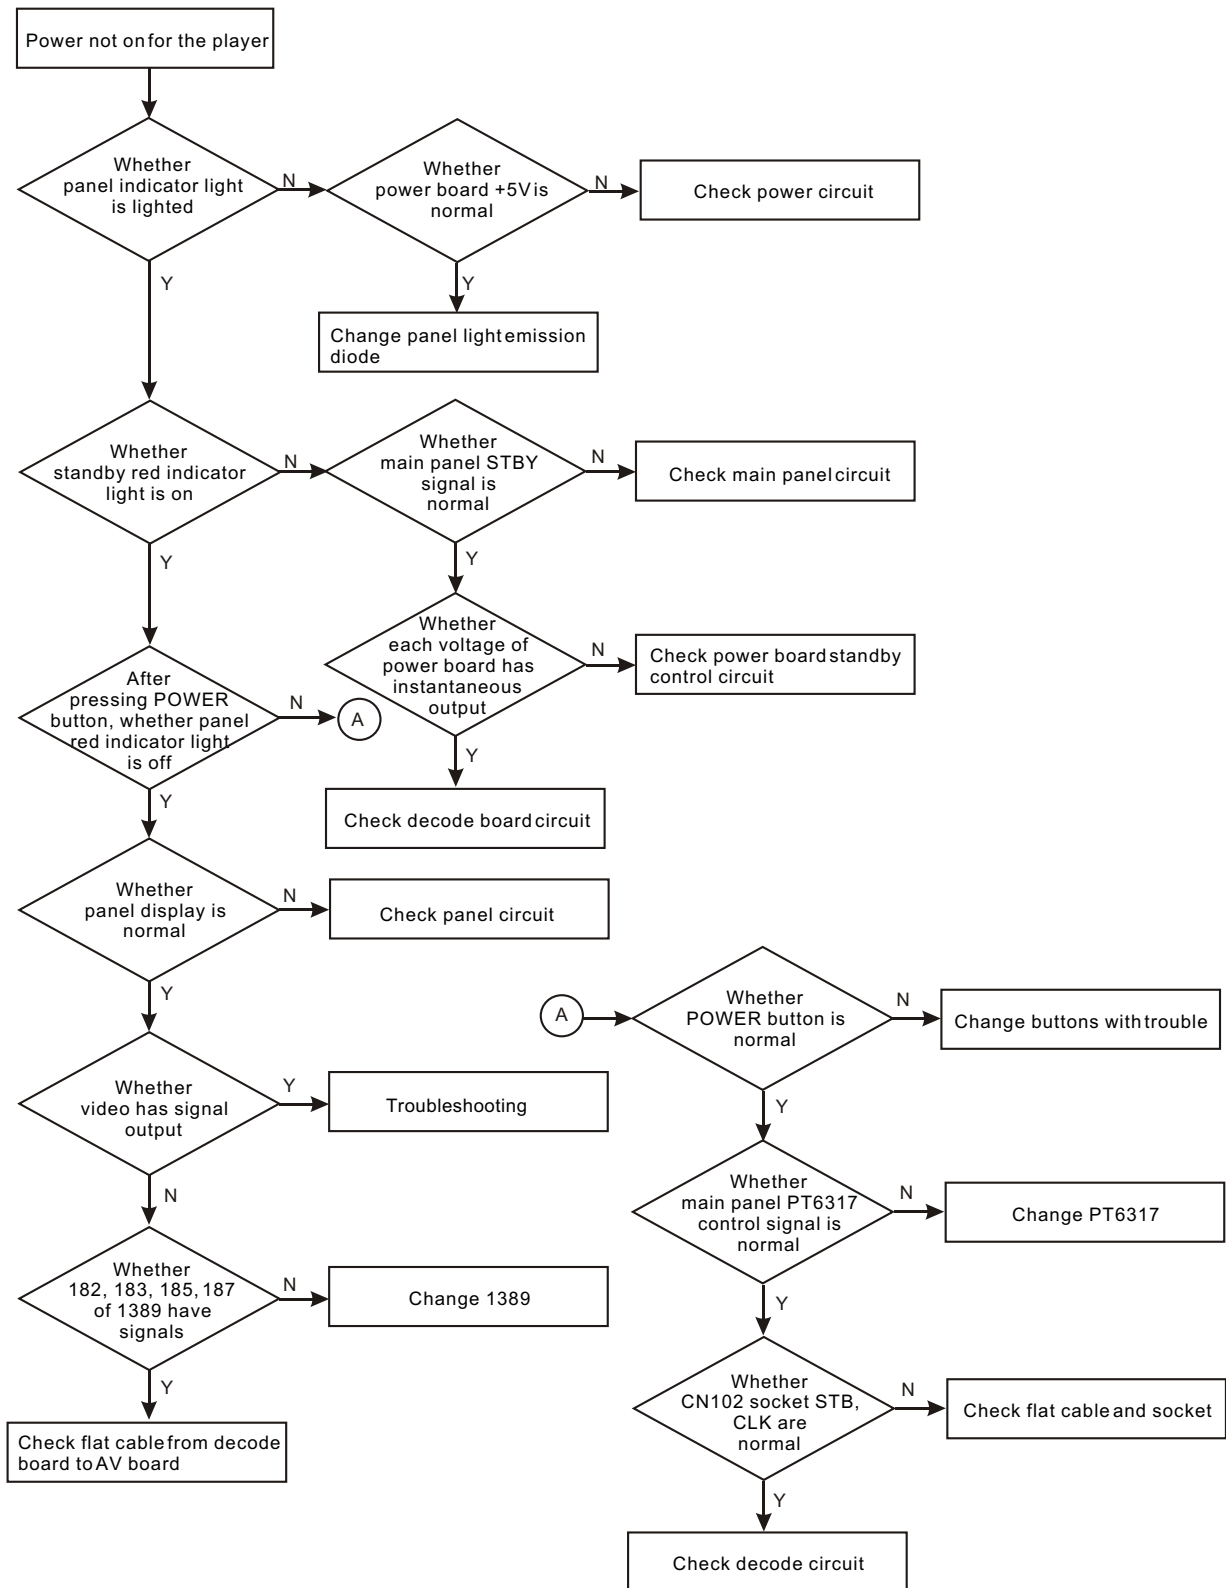 Power not on for the player
Whether
panel indicator light
is lighted
N
Whether
power board +5V is
normal
N
Check power circuit
Y
Y
Change panel light emission
diode
Whether
standby red indicator
light is on
N
Whether
main panel STBY
signal is
normal
N
Check main panel circuit
Y
Y
Whether
each voltage of
power board has
instantaneous
output
N
Check power board standby
control circuit
After
pressing POWER
button, whether panel
red indicator light
is off
N
A
Y
Y
Check decode board circuit
Whether
panel display is
normal
N
Check panel circuit
Y
Whether
video has signal
output
Y
Troubleshooting
N
Whether
182, 183, 185, 187
of 1389 have
signals
N
Change 1389
Y
Check flat cable from decode
board to AV board
A
Whether
POWER button is
normal
N
Change buttons with trouble
Y
Whether
main panel PT6317
control signal is
normal
N
Change PT6317
Y
Whether
CN102 socket STB,
CLK are
normal
N
Check flat cable and socket
Y
Check decode circuit